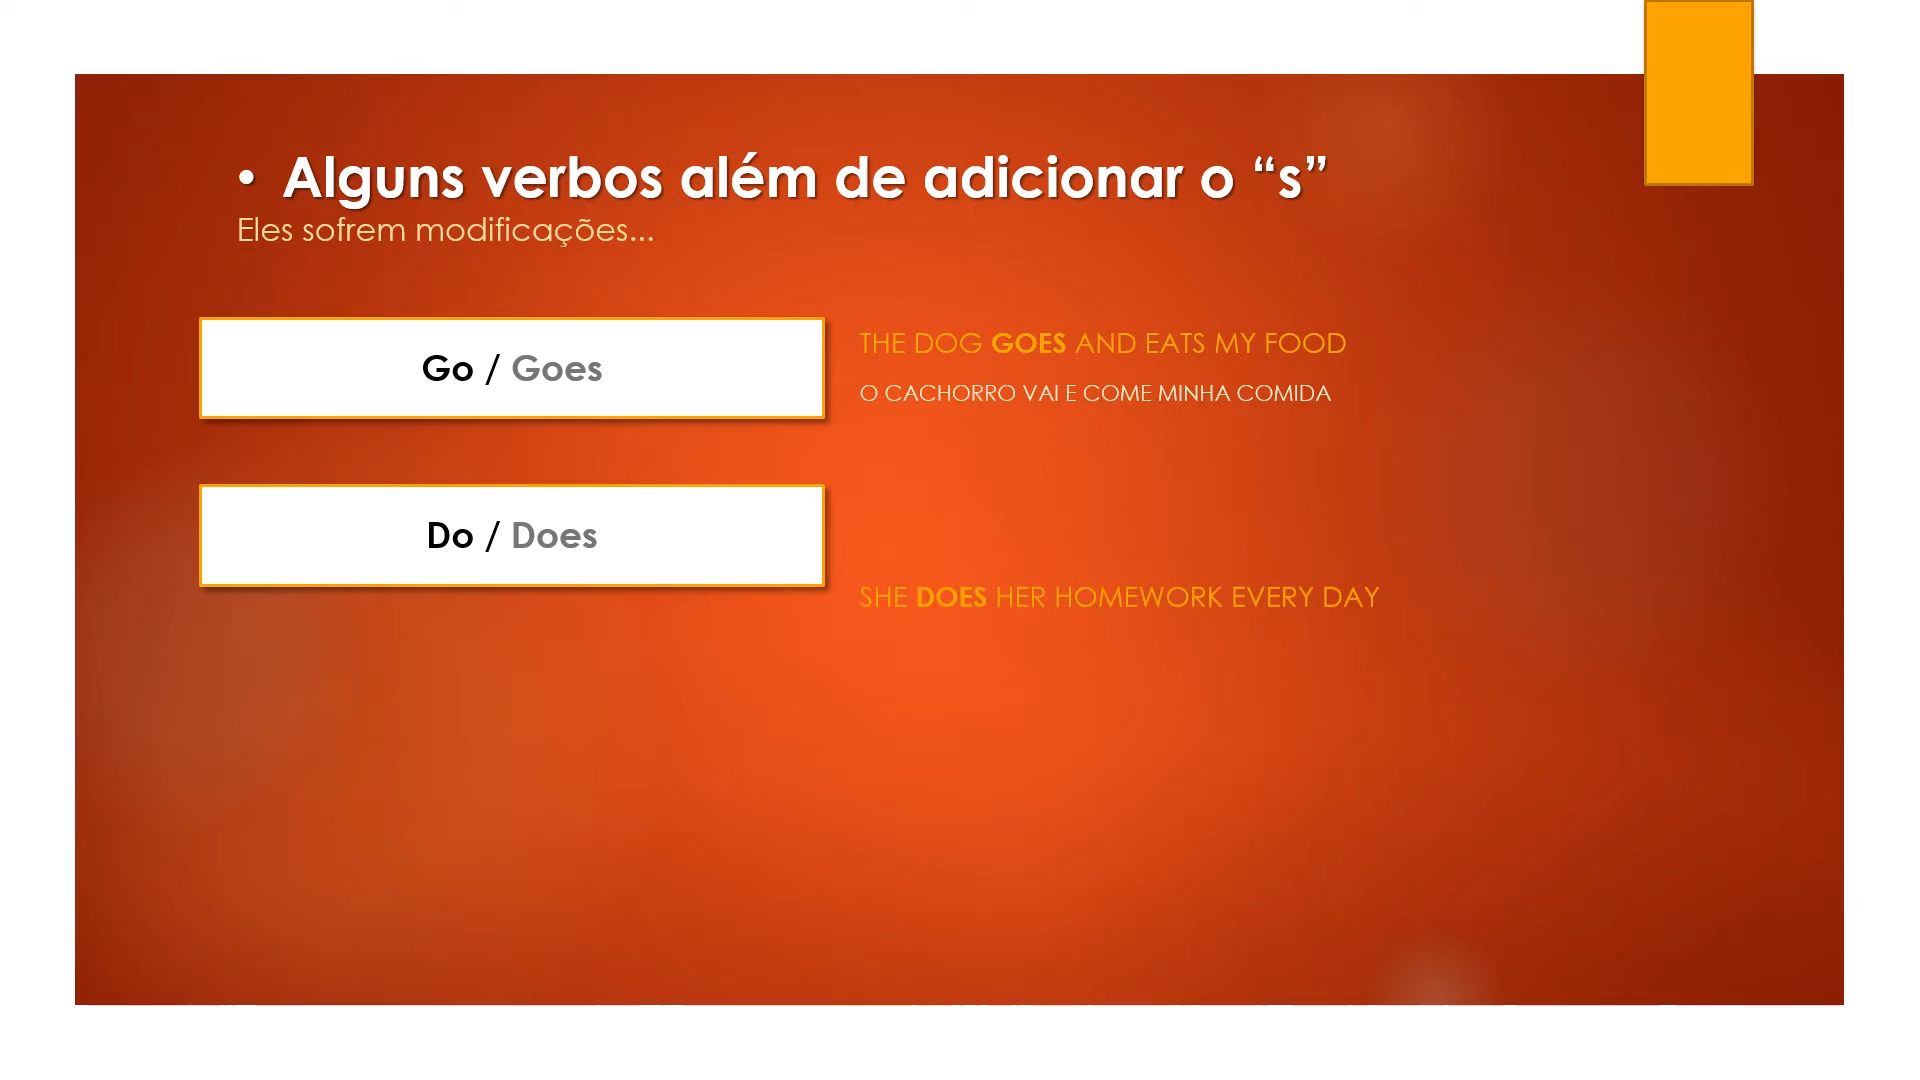 • Alguns verbos além de adicionar o “s”
Eles sofrem modificações...
Go / Goes
THE DOG GOES AND EATS MY FOOD
O CACHORRO VAI E COME MINHA COMIDA
Do / Does
SHE DOES HER HOMEWORK EVERY DAY